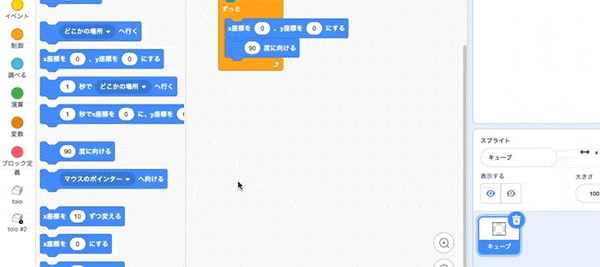 イベント
制御
調べる
演算
変数
ブロック定
義
toio
toio #2
どこかの場所 へ行く
x座標を 0 、y座標を 0 にする
1 秒で どこかの場所 へ行く
1 秒でx座標を 0 に、y座標を
90 度に向ける
マウスのポインター へ向ける
x座標を 10 ずつ変える
x座標を 0 にする
ずっと
x座標を 0 、y座標を 0 にする
90 度に向ける
スプライト
キューブ
x
表示する
大きさ
100
キューブ